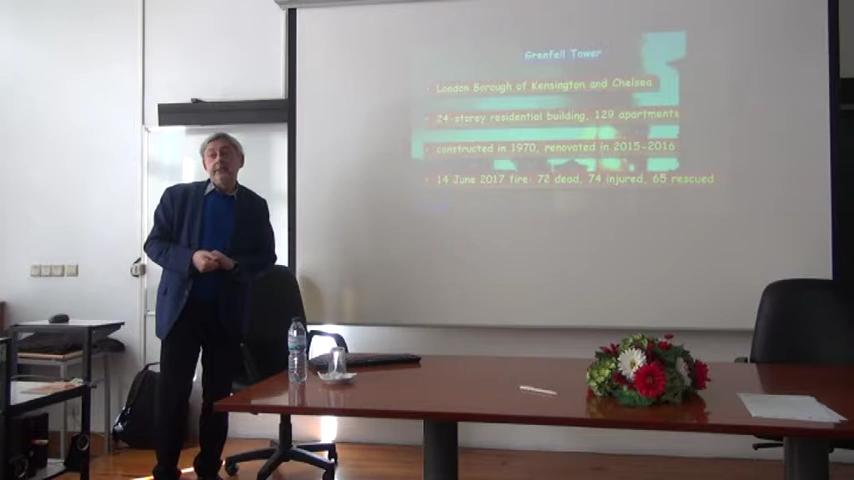 Grenfell Tower
London Borough of Kensington and Chelsea
24-storey residential building, 129 apartments
constructed in 1970, renovated in 2015-2016
14 June 2017 fire: 72 dead, 74 injured, 65 rescued